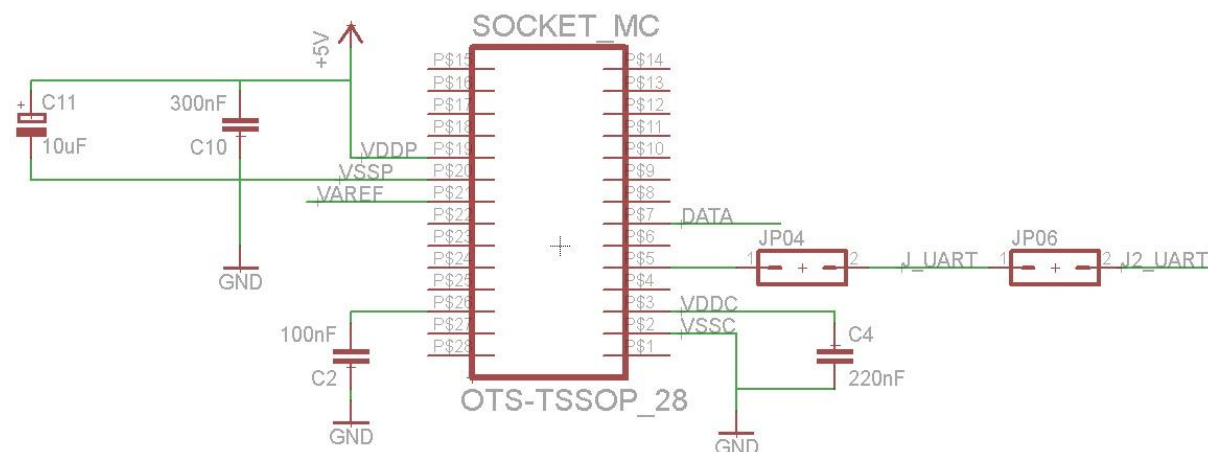 SOCKET_MC
+5V
P$15
P$14
P$16
P$13
+
C11
300nF
P$17
P$12
P$18
P$11
10uF
C10
VDDP
P$19
P$10
VSSP
P$20
P$9
VAREF
P$21
P$8
P$22
P$7
DATA
P$23
P$6
JP04
JP06
P$24
P$5
1
2
J_UART
1
2
J2_UART
GND
P$25
P$4
P$26
P$3
VDDC
100nF
P$27
P$2
VSSC
C4
P$28
P$1
C2
220nF
OTS-TSSOP_28
GND
GND